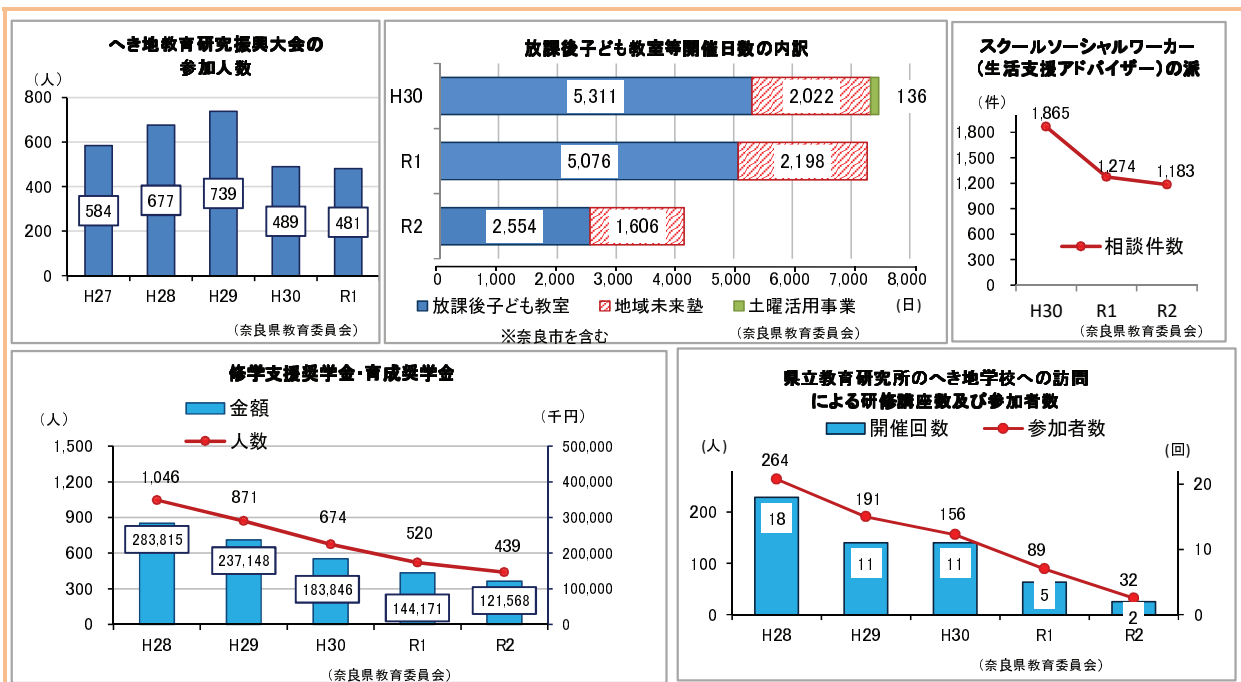 へき地教育研究振興大会の
参加人数
(人)
800
600
400
200
0
584
677
739
489
481
H27
H28
H29
H30
R1
(奈良県教育委員会)
放課後子ども教室等開催日数の内訳
H30
5,311
2,022
136
R1
5,076
2,198
R2
2,554
1,606
0
1,000
2,000
3,000
4,000
5,000
6,000
7,000
8,000
放課後子ども教室
地域未来塾
土曜活用事業
(日)
※奈良市を含む
(奈良県教育委員会)
スクールソーシャルワーカー
(生活支援アドバイザー)の派
(件)
1,800
1,500
1,200
900
600
300
0
1,865
1,274
1,183
相談件数
H30
R1
R2
(奈良県教育委員会)
修学支援奨学金・育成奨学金
(人)
(千円)
金額
人数
1,500
1,200
900
600
300
0
500,000
400,000
300,000
200,000
100,000
0
1,046
871
674
520
439
283,815
237,148
183,846
144,171
121,568
H28
H29
H30
R1
R2
(奈良県教育委員会)
県立教育研究所のへき地学校への訪問
による研修講座数及び参加者数
開催回数
参加者数
(人)
(回)
200
100
0
20
10
0
264
191
156
89
32
18
11
11
5
2
H28
H29
H30
R1
R2
(奈良県教育委員会)